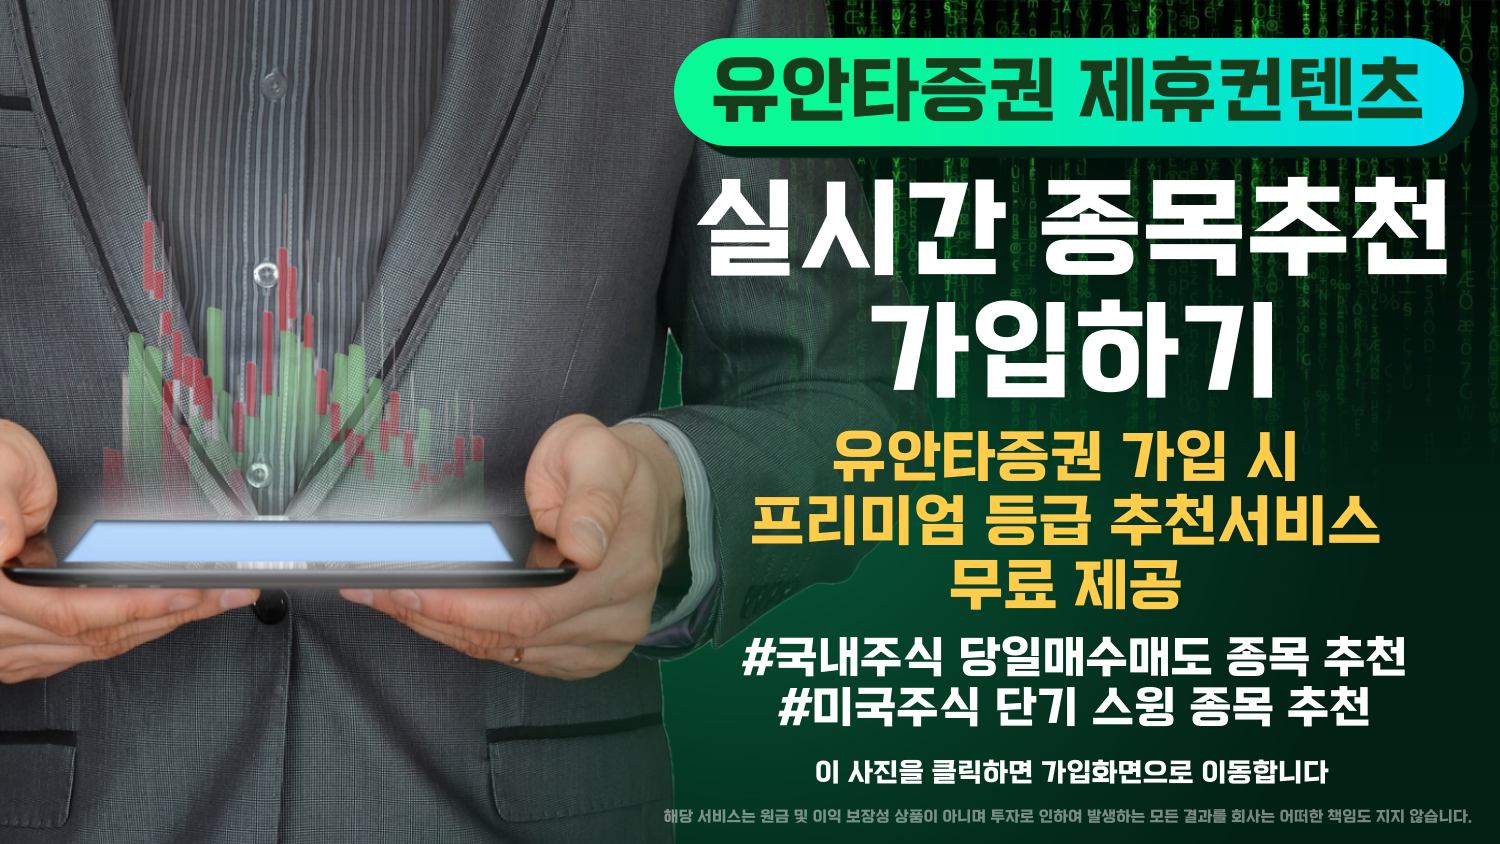 유안타증권 제휴컨텐츠
실시간 종목추천
가입하기
유안타증권 가입 시
프리미엄 등급 추천서비스
무료 제공
#국내주식 당일매수매도 종목 추천
#미국주식 단기 스윙 종목 추천
이 사진을 클릭하면 가입화면으로 이동합니다
해당 서비스는 원금 및 이익 보장성 상품이 아니며 투자로 인하여 발생하는 모든 결과를 회사는 어떠한 책임도 지지 않습니다.